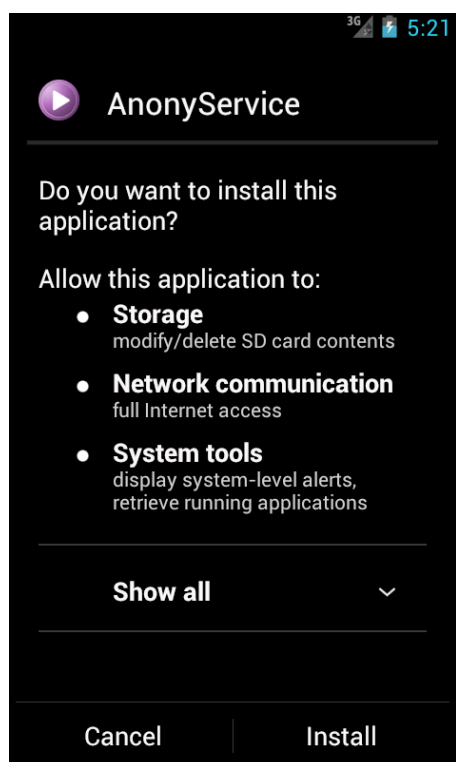 3G 5:21
AnonyService
Do you want to install this
application?
Allow this application to:
Storage
modify/delete SD card contents
Network communication
full Internet access
System tools
display system-level alerts,
retrieve running applications
Show all
Cancel Install